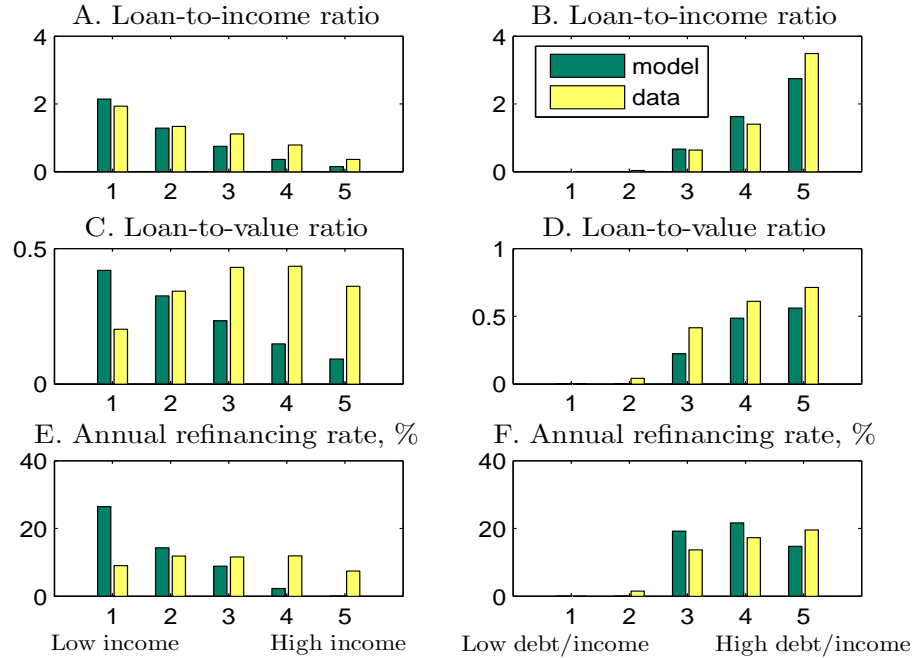 A. Loan-to-income ratio
4
2
0
1 2 3 4 5
B. Loan-to-income ratio
model
data
4
2
0
1 2 3 4 5
C. Loan-to-value ratio
0.5
0
1 2 3 4 5
D. Loan-to-value ratio
1
0.5
0
1 2 3 4 5
E. Annual refinancing rate, %
40
20
0
1 2 3 4 5
Low income High income
F. Annual refinancing rate, %
40
20
0
1 2 3 4 5
Low debt/income High debt/income